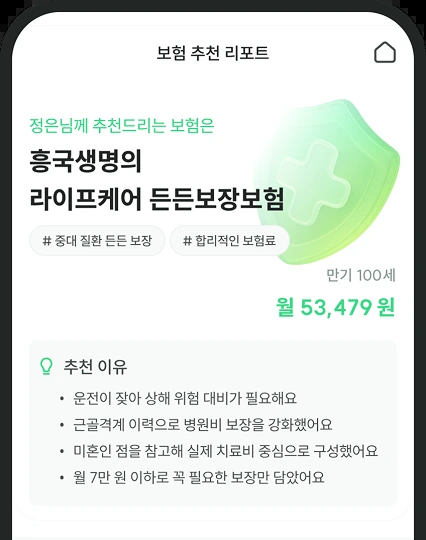 보험 추천 리포트
정은님께 추천드리는 보험은
흥국생명의
라이프케어 든든보장보험
# 중대 질환 든든 보장
# 합리적인 보험료
만기 100세
월 53,479 원
추천 이유
• 운전이 잦아 상해 위험 대비가 필요해요
• 근골격계 이력으로 병원비 보장을 강화했어요
• 미혼인 점을 참고해 실제 치료비 중심으로 구성했어요
• 월 7만 원 이하로 꼭 필요한 보장만 담았어요